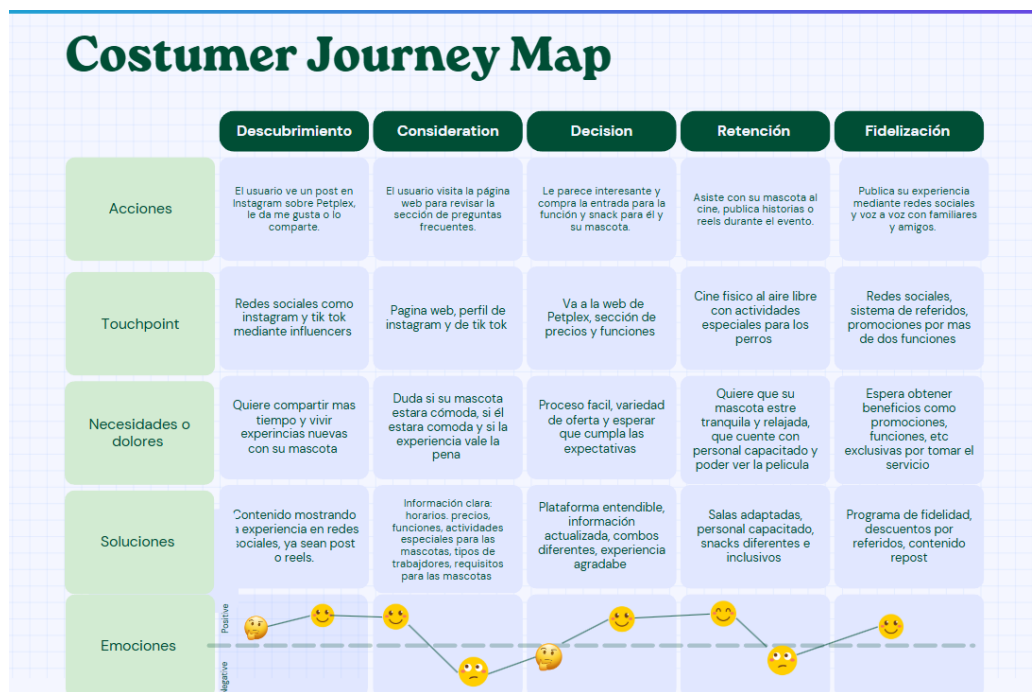 Costumer Journey Map
Descubrimiento
Consideration
Decision
Retención
Fidelización
Acciones
El usuario ve un post en
Instagram sobre Petplex,
le da me gusta o lo
comparte.
El usuario visita la página
web para revisar la
sección de preguntas
frecuentes.
Le parece interesante y
compra la entrada para la
función y snack para él y
su mascota.
Asiste con su mascota al
cine, publica historias o
reels durante el evento.
Publica su experiencia
mediante redes sociales
y voz a voz con familiares
y amigos.
Touchpoint
Redes sociales como
instagram y tik tok
mediante influencers
Pagina web, perfil de
instagram y de tik tok
Va a la web de
Petplex, sección de
precios y funciones
Cine fisico al aire libre
con actividades
especiales para los
perros
Redes sociales,
sistema de referidos,
promociones por mas
de dos funciones
Necesidades o
dolores
Quiere compartir mas
tiempo y vivir
experincias nuevas
con su mascota
Duda si su mascota
estara cómoda, si él
estara comoda y si la
experiencia vale la
pena
Proceso facil, variedad
de oferta y esperar
que cumpla las
expectativas
Quiere que su
mascota estre
tranquila y relajada,
que cuente con
personal capacitado y
poder ver la pelicula
Espera obtener
beneficios como
promociones,
funciones, etc
exclusivas por tomar el
servicio
Soluciones
Contenido mostrando
a experiencia en redes
sociales, ya sean post
o reels.
Información clara:
horarios. precios,
funciones, actividades
especiales para las
mascotas, tipos de
trabajdores, requisitos
para las mascotas
Plataforma entendible,
información
actualizada, combos
diferentes, experiencia
agradabe
Salas adaptadas,
personal capacitado,
snacks diferentes e
inclusivos
Programa de fidelidad,
descuentos por
referidos, contenido
repost
Emociones
Positive
Negative